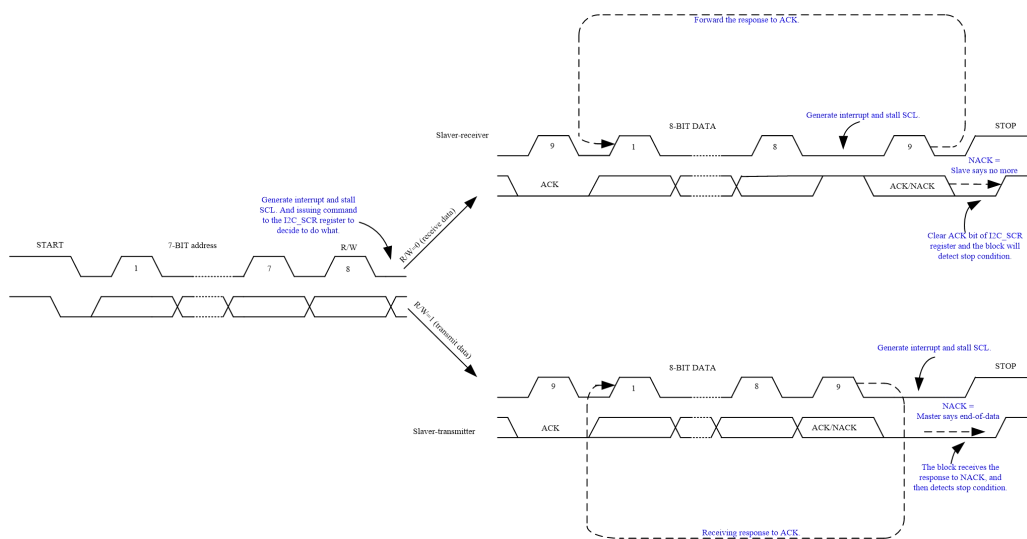 Forward the response to ACK.
Generate interrupt and stall SCL.
8-BIT DATA
STOP
Slaver-receiver
9
1
8
9
NACK =
Slave says no more
ACK
ACK/NACK
Generate interrupt and stall
SCL. And issuing command
to the I2C_SCR register to
decide to do what.
R/W=0 (receive data)
Clear ACK bit of I2C_SCR
register and the block will
detect stop condition.
START
7-BIT address
R/W
1
7
8
R/W=1 (transmit data)
Generate interrupt and stall SCL.
8-BIT DATA
STOP
9
1
8
9
NACK =
Master says end-of-data
Slaver-transmitter
ACK
ACK/NACK
The block receives the
response to NACK, and
then detects stop condition.
Receiving response to ACK.